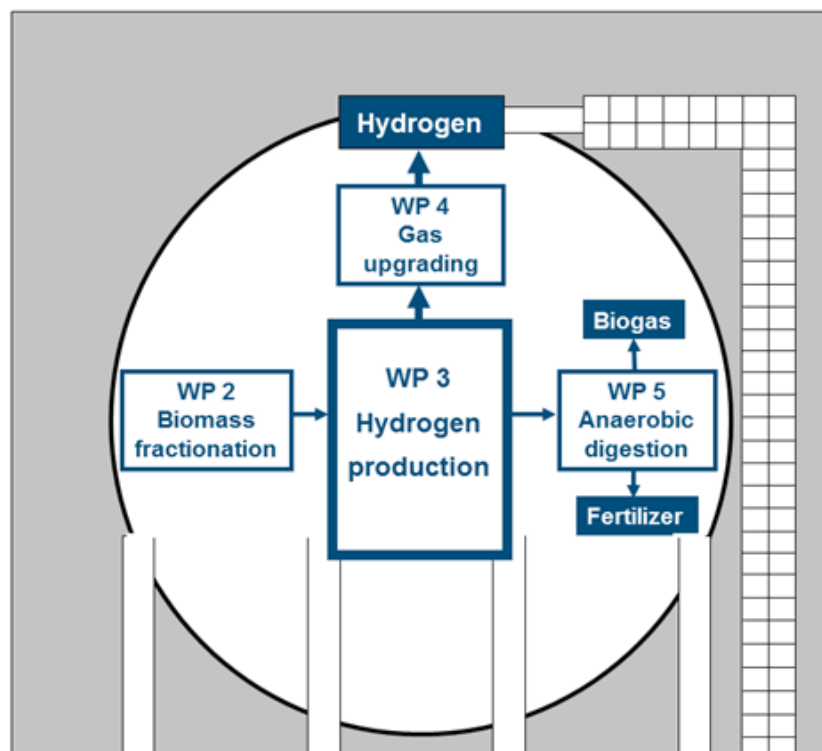 Hydrogen
WP 4
Gas
upgrading
WP 3
Hydrogen
production
WP 2
Biomass
fractionation
Biogas
WP 5
Anaerobic
digestion
Fertilizer